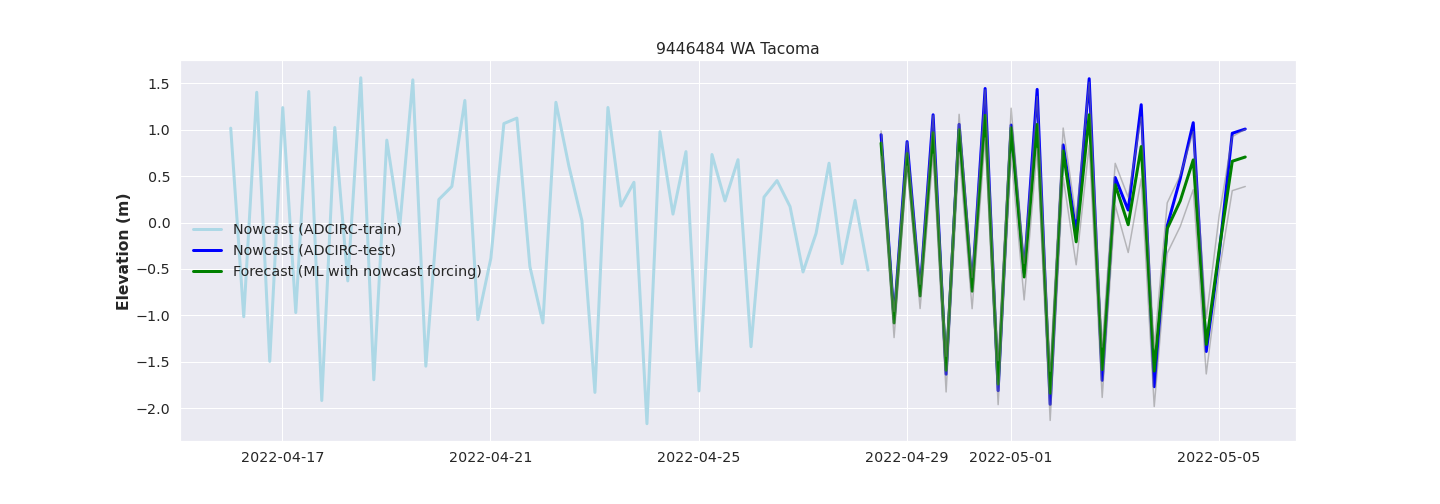 9446484 WA Tacoma
Elevation (m)
1.5
1.0
0.5
0.0
−0.5
−1.0
−1.5
−2.0
Nowcast (ADCIRC-train)
Nowcast (ADCIRC-test)
Forecast (ML with nowcast forcing)
2022-04-17 2022-04-21 2022-04-25 2022-04-29 2022-05-01 2022-05-05